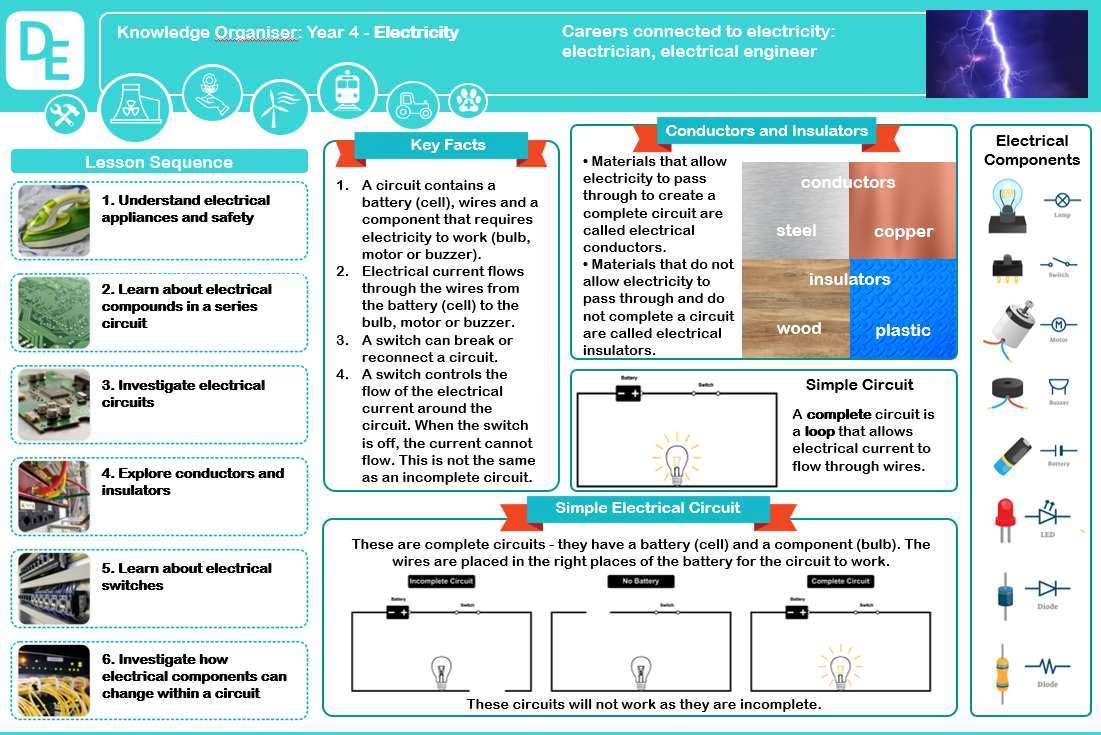 DE
Knowledge Organiser: Year 4 - Electricity
Careers connected to electricity:
electrician, electrical engineer
Lesson Sequence
1. Understand electrical
appliances and safety
2. Learn about electrical
compounds in a series
circuit
3. Investigate electrical
circuits
4. Explore conductors and
insulators
5. Learn about electrical
switches
6. Investigate how
electrical components can
change within a circuit
Key Facts
1. A circuit contains a
battery (cell), wires and a
component that requires
electricity to work (bulb,
motor or buzzer).
2. Electrical current flows
through the wires from
the battery (cell) to the
bulb, motor or buzzer.
3. A switch can break or
reconnect a circuit.
4. A switch controls the
flow of the electrical
current around the
circuit. When the switch
is off, the current cannot
flow. This is not the same
as an incomplete circuit.
Conductors and Insulators
• Materials that allow
electricity to pass
through to create a
complete circuit are
called electrical
conductors.
• Materials that do not
allow electricity to
pass through and do
not complete a circuit
are called electrical
insulators.
conductors
steel
copper
insulators
wood
plastic
Battery
Switch
Simple Circuit
A complete circuit is
a loop that allows
electrical current to
flow through wires.
Simple Electrical Circuit
These are complete circuits - they have a battery (cell) and a component (bulb). The
wires are placed in the right places of the battery for the circuit to work.
Incomplete Circuit
Battery
Switch
No Battery
Switch
Complete Circuit
Battery
Switch
These circuits will not work as they are incomplete.
Electrical
Components
Lamp
Switch
M
Motor
Buzzer
Battery
LED
Diode
Diode